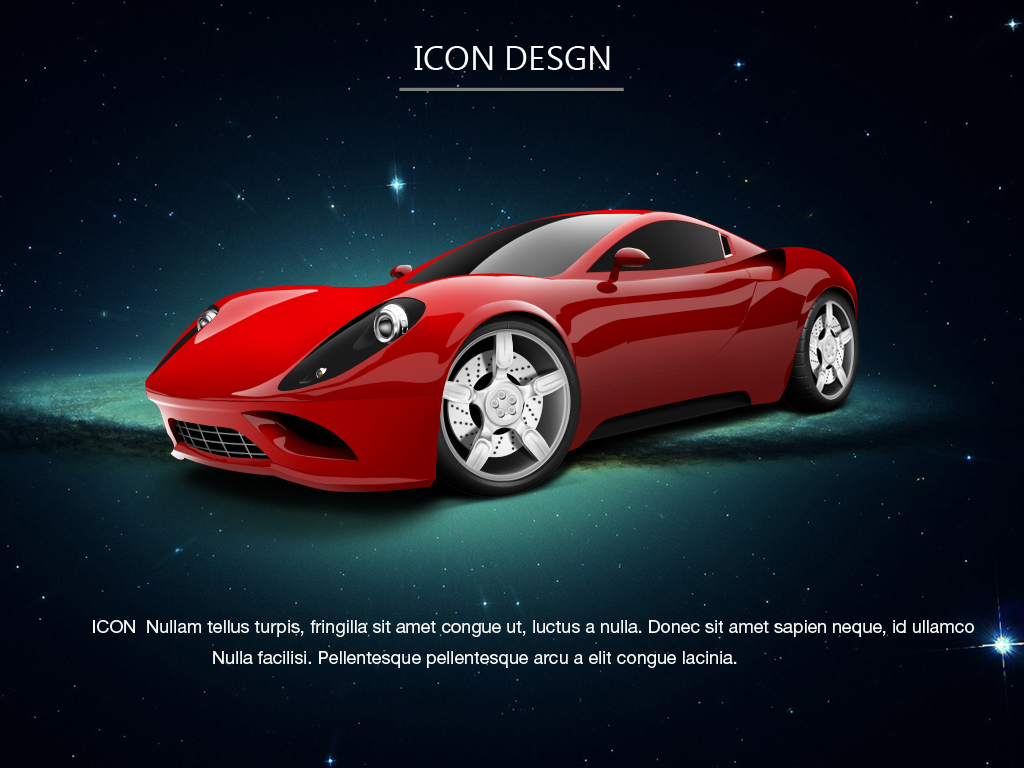 ICON DESGN
ICON  Nullam tellus turpis, fringilla sit amet congue ut, luctus a nulla. Donec sit amet sapien neque, id ullamco
Nulla facilisi. Pellentesque pellentesque arcu a elit congue lacinia.